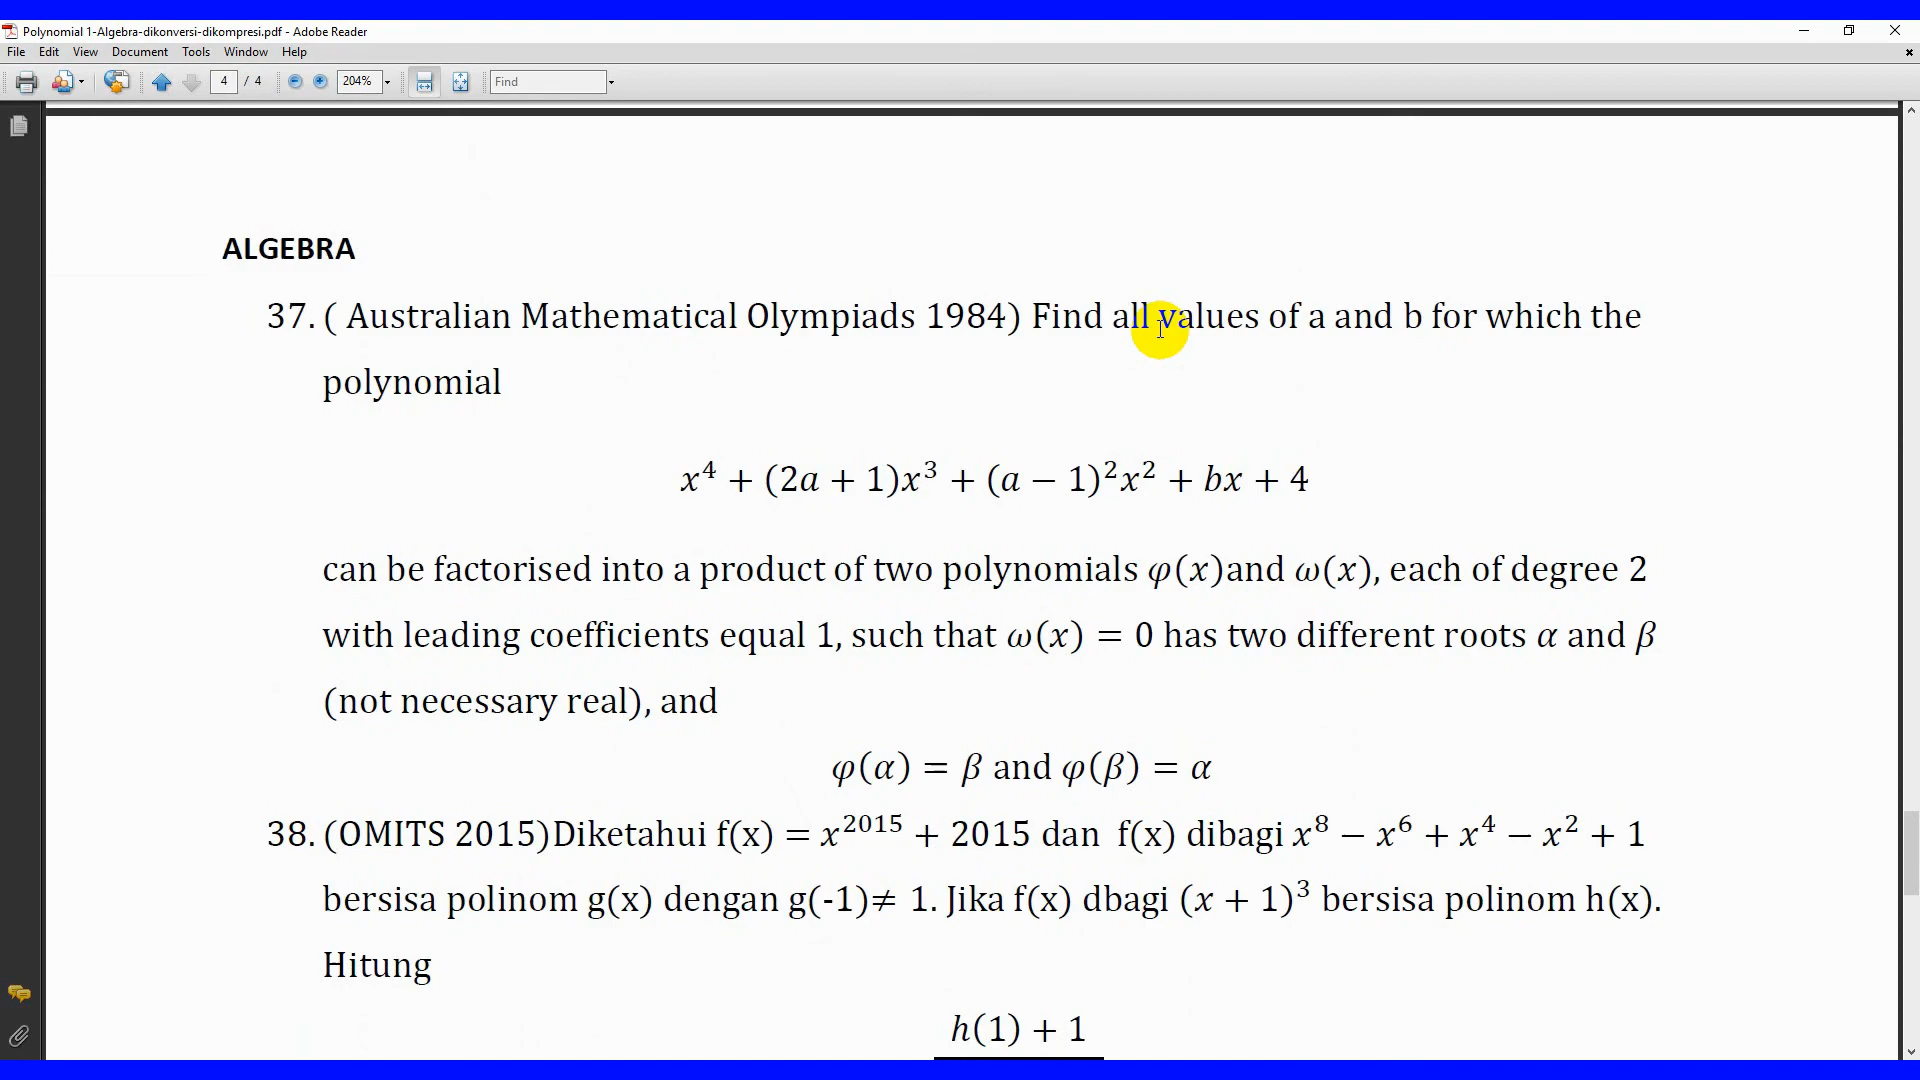 Polynomial 1-Algebra-dikonversi-dikompresi.pdf - Adobe Reader
File Edit View Document Tools Window Help
4 / 4 204% Find
ALGEBRA
37. ( Australian Mathematical Olympiads 1984) Find all values of a and b for which the
polynomial
x⁴ + (2a + 1)x³ + (a − 1)²x² + bx + 4
can be factorised into a product of two polynomials φ(x)and ω(x), each of degree 2
with leading coefficients equal 1, such that ω(x) = 0 has two different roots α and β
(not necessary real), and
φ(α) = β and φ(β) = α
38. (OMITS 2015)Diketahui f(x) = x²⁰¹⁵ + 2015 dan f(x) dibagi x⁸ − x⁶ + x⁴ − x² + 1
bersisa polinom g(x) dengan g(-1)≠ 1. Jika f(x) dbagi (x + 1)³ bersisa polinom h(x).
Hitung
h(1) + 1